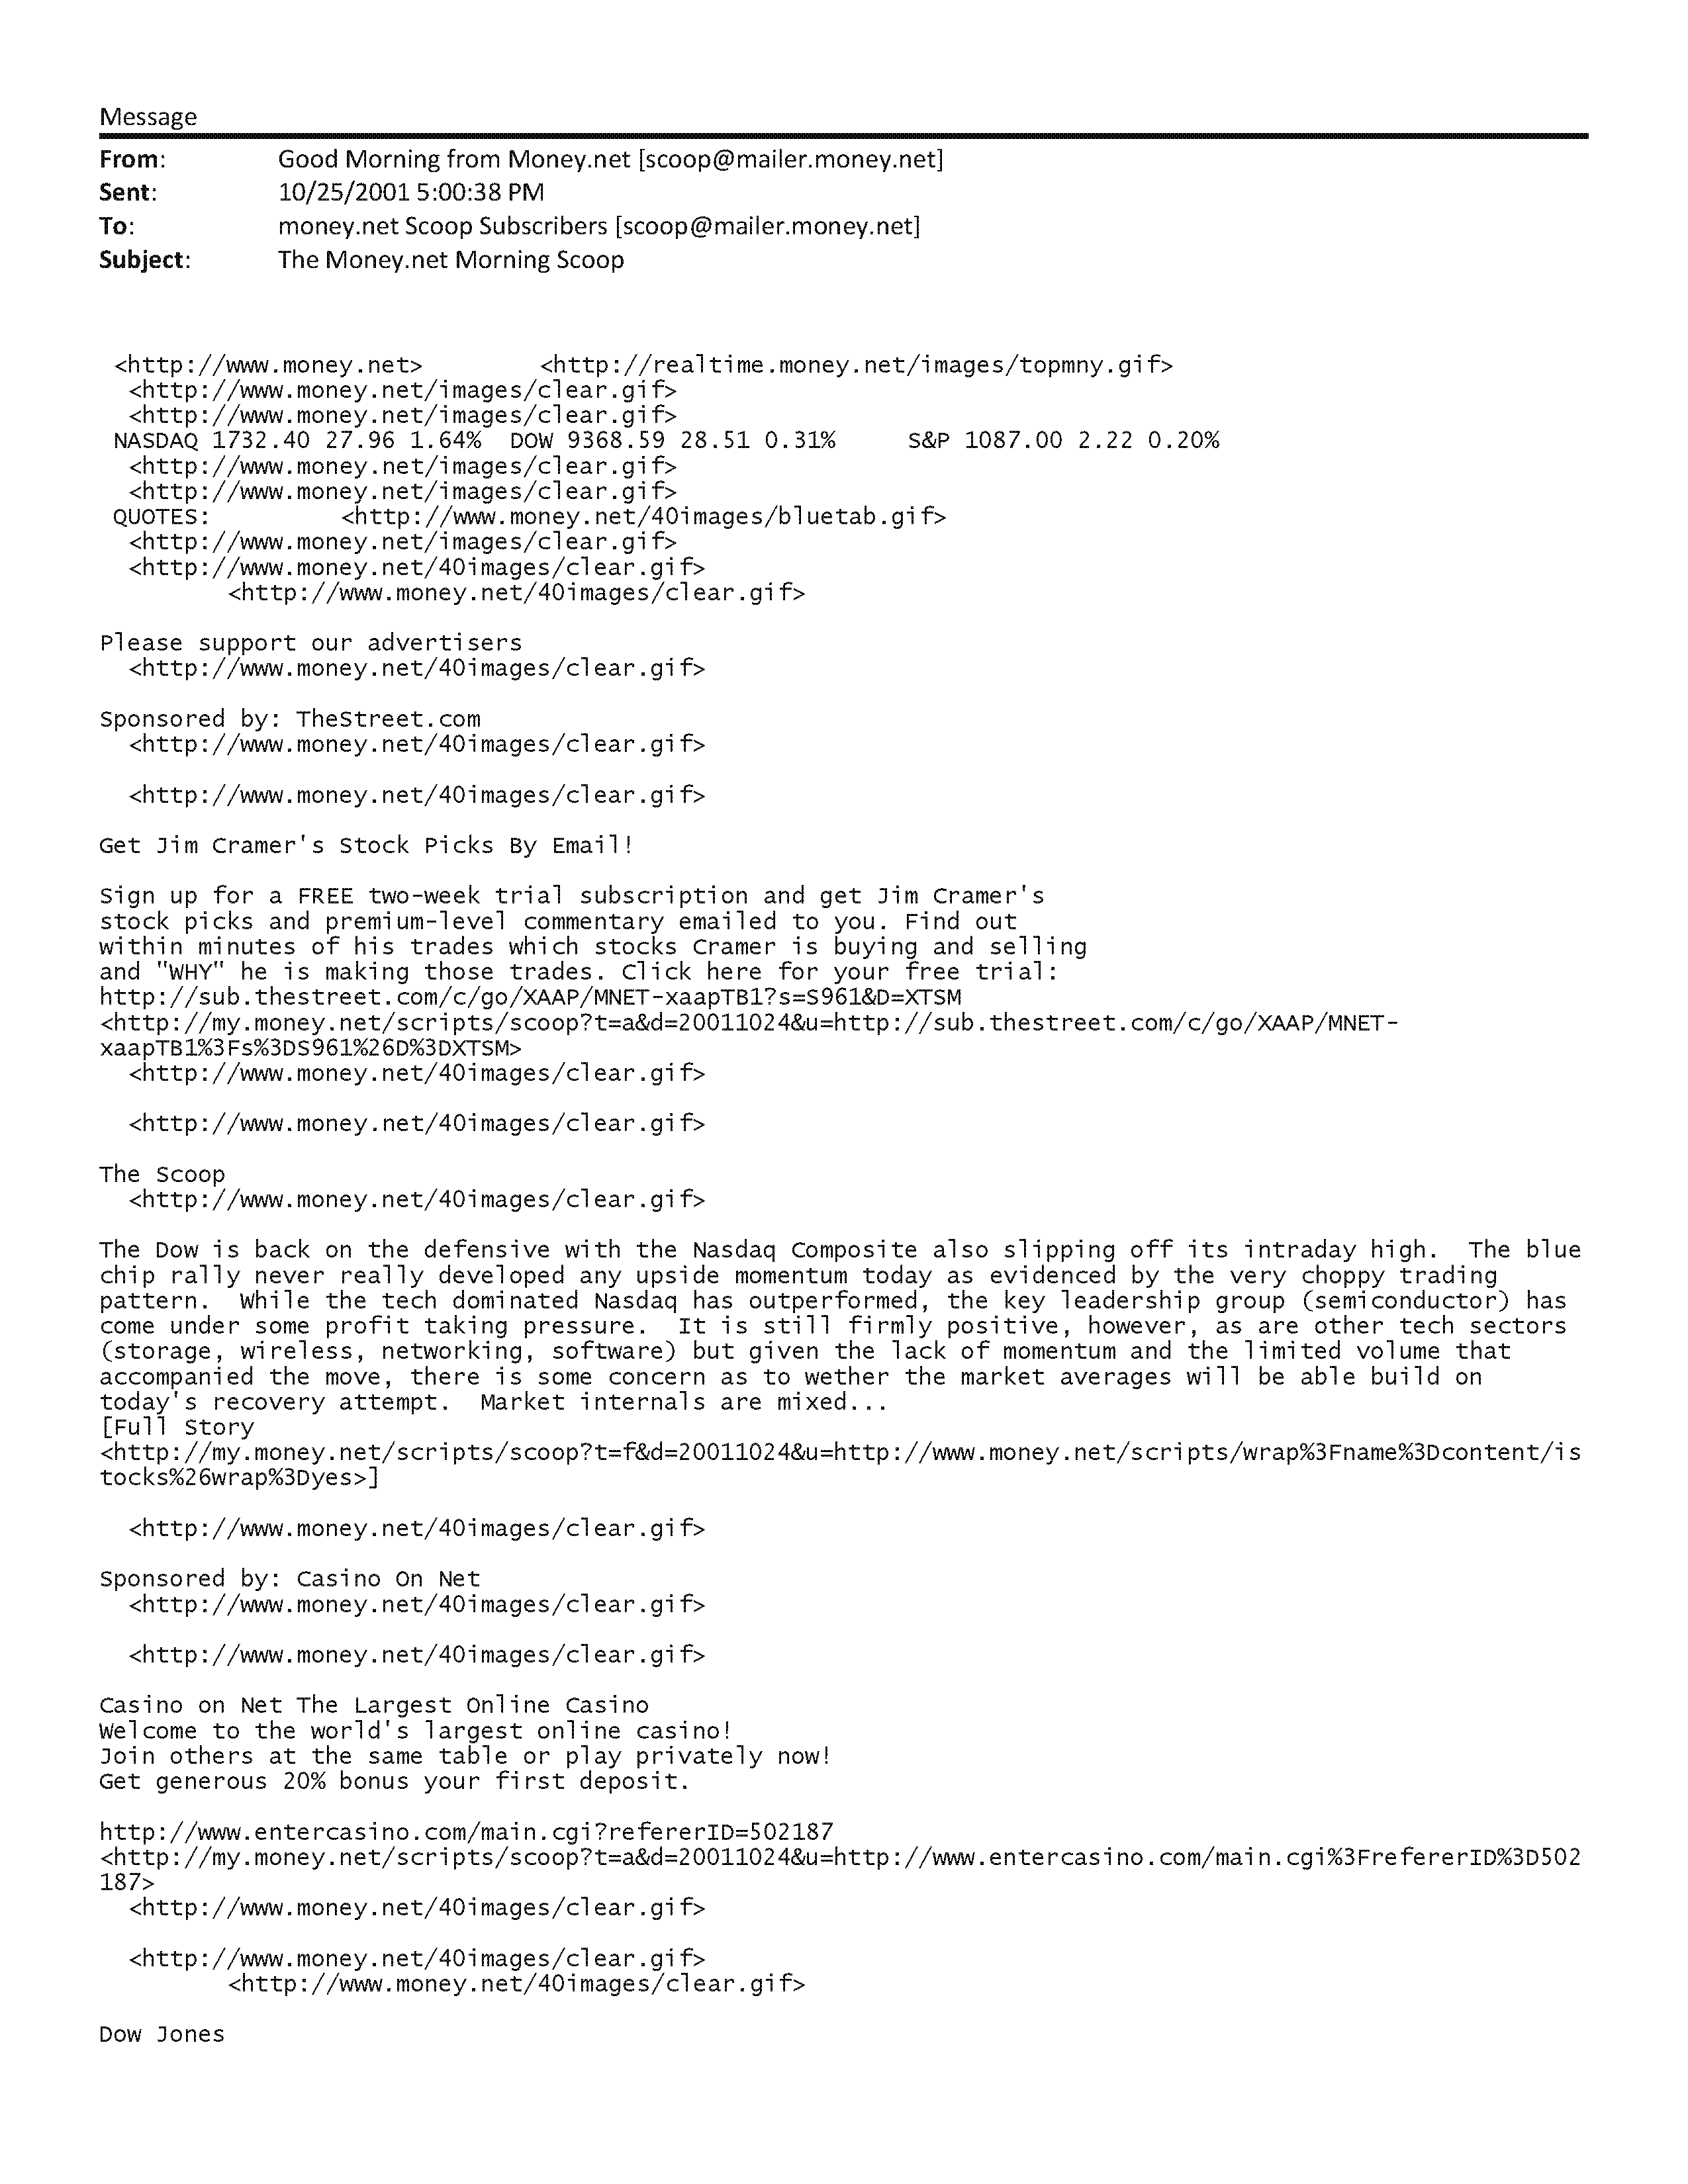 Message
From: Good Morning from Money.net [scoop@mailer.money.net]
Sent: 10/25/2001 5:00:38 PM
To: money.net Scoop Subscribers [scoop@mailer.money.net]
Subject: The Money.net Morning Scoop
<http://www.money.net> <http://realtime.money.net/images/topmny.gif>
<http://www.money.net/images/clear.gif>
<http://www.money.net/images/clear.gif>
NASDAQ 1732.40 27.96 1.64% DOW 9368.59 28.51 0.31% S&P 1087.00 2.22 0.20%
<http://www.money.net/images/clear.gif>
<http://www.money.net/images/clear.gif>
QUOTES: <http://www.money.net/40images/bluetab.gif>
<http://www.money.net/images/clear.gif>
<http://www.money.net/40images/clear.gif>
<http://www.money.net/40images/clear.gif>
Please support our advertisers
<http://www.money.net/40images/clear.gif>
Sponsored by: TheStreet.com
<http://www.money.net/40images/clear.gif>
<http://www.money.net/40images/clear.gif>
Get Jim Cramer's Stock Picks By Email!
Sign up for a FREE two-week trial subscription and get Jim Cramer's
stock picks and premium-level commentary emailed to you. Find out
within minutes of his trades which stocks Cramer is buying and selling
and "WHY" he is making those trades. Click here for your free trial:
http://sub.thestreet.com/c/go/XAAP/MNET-xaapTB1?s=S961&D=XTSM
<http://my.money.net/scripts/scoop?t=a&d=20011024&u=http://sub.thestreet.com/c/go/XAAP/MNET-
xaapTB1%3Fs%3DS961%26D%3DXTSM>
<http://www.money.net/40images/clear.gif>
<http://www.money.net/40images/clear.gif>
The Scoop
<http://www.money.net/40images/clear.gif>
The Dow is back on the defensive with the Nasdaq Composite also slipping off its intraday high. The blue
chip rally never really developed any upside momentum today as evidenced by the very choppy trading
pattern. While the tech dominated Nasdaq has outperformed, the key leadership group (semiconductor) has
come under some profit taking pressure. It is still firmly positive, however, as are other tech sectors
(storage, wireless, networking, software) but given the lack of momentum and the limited volume that
accompanied the move, there is some concern as to wether the market averages will be able build on
today's recovery attempt. Market internals are mixed...
[Full Story
<http://my.money.net/scripts/scoop?t=f&d=20011024&u=http://www.money.net/scripts/wrap%3Fname%3Dcontent/is
tocks%26wrap%3Dyes>]
<http://www.money.net/40images/clear.gif>
Sponsored by: Casino On Net
<http://www.money.net/40images/clear.gif>
<http://www.money.net/40images/clear.gif>
Casino on Net The Largest Online Casino
Welcome to the world's largest online casino!
Join others at the same table or play privately now!
Get generous 20% bonus your first deposit.
http://www.entercasino.com/main.cgi?refererID=502187
<http://my.money.net/scripts/scoop?t=a&d=20011024&u=http://www.entercasino.com/main.cgi%3FrefererID%3D502
187>
<http://www.money.net/40images/clear.gif>
<http://www.money.net/40images/clear.gif>
<http://www.money.net/40images/clear.gif>
Dow Jones